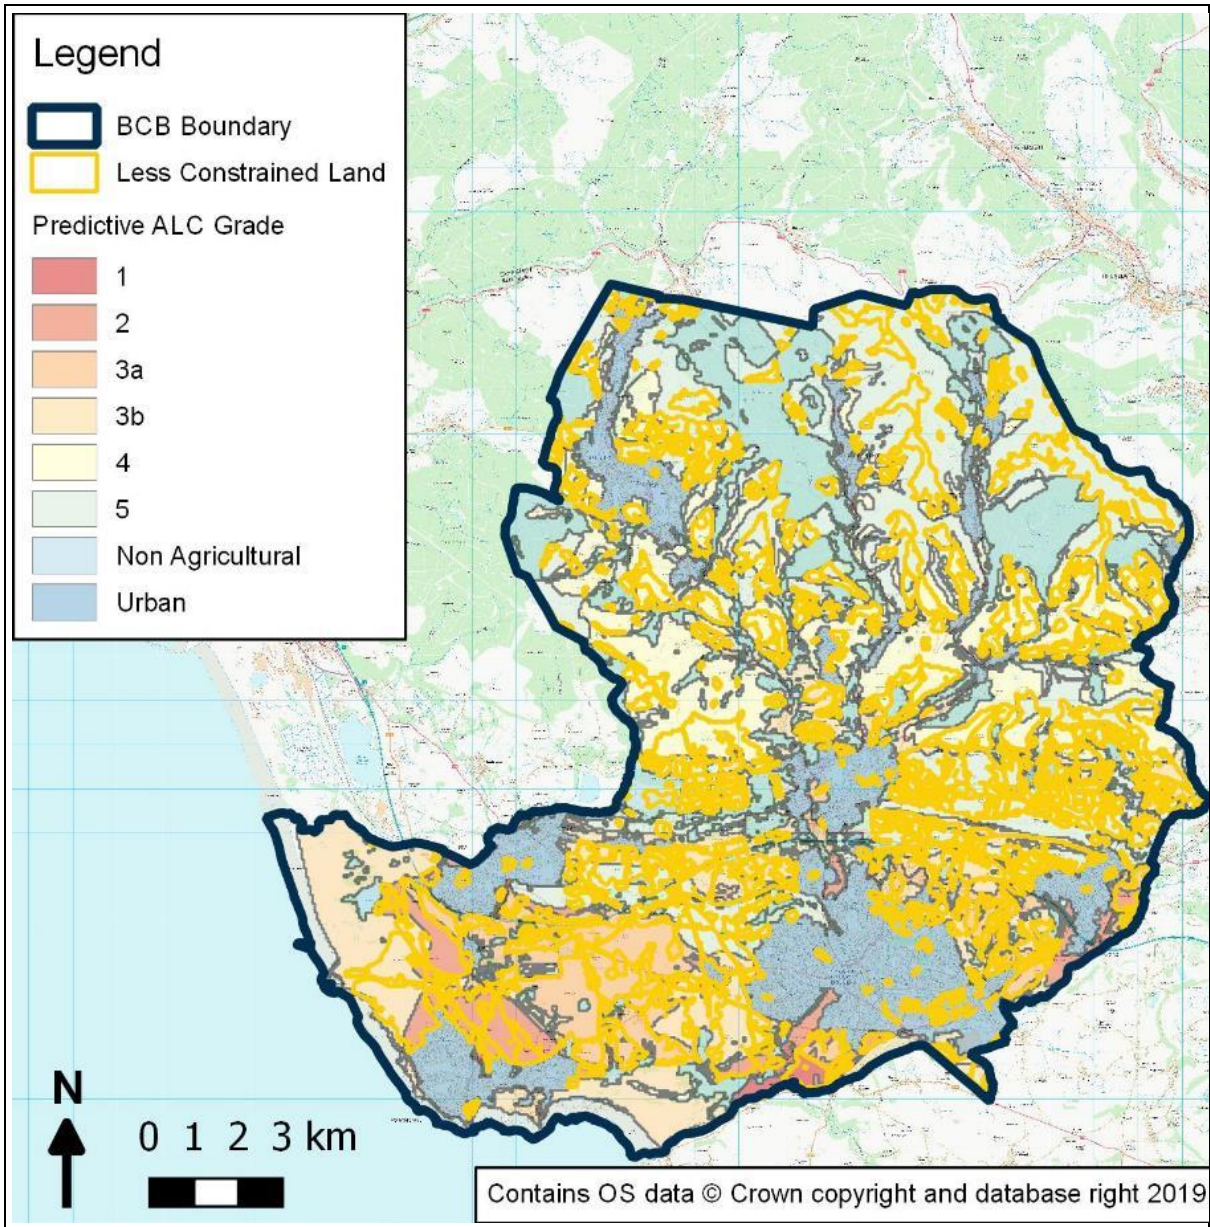 Legend
BCB Boundary
Less Constrained Land
Predictive ALC Grade
1
2
3a
3b
4
5
Non Agricultural
Urban
N
0 1 2 3 km
Contains OS data © Crown copyright and database right 2019